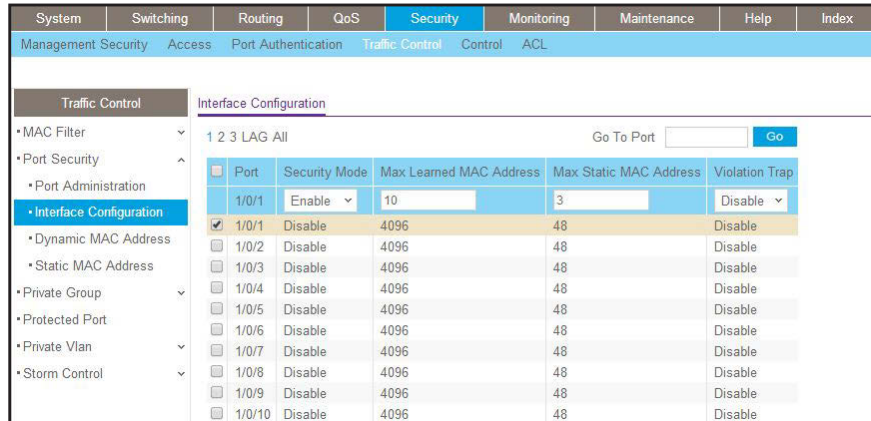 System Switching Routing QoS Security Monitoring Maintenance Help Index
Management Security Access Port Authentication Traffic Control Control ACL
Traffic Control
MAC Filter
Port Security
Port Administration
Interface Configuration
Dynamic MAC Address
Static MAC Address
Private Group
Protected Port
Private Vlan
Storm Control
Interface Configuration
1 2 3 LAG All Go To Port Go
Port Security Mode Max Learned MAC Address Max Static MAC Address Violation Trap
1/0/1 Enable 10 3 Disable
1/0/1 Disable 4096 48 Disable
1/0/2 Disable 4096 48 Disable
1/0/3 Disable 4096 48 Disable
1/0/4 Disable 4096 48 Disable
1/0/5 Disable 4096 48 Disable
1/0/6 Disable 4096 48 Disable
1/0/7 Disable 4096 48 Disable
1/0/8 Disable 4096 48 Disable
1/0/9 Disable 4096 48 Disable
1/0/10 Disable 4096 48 Disable